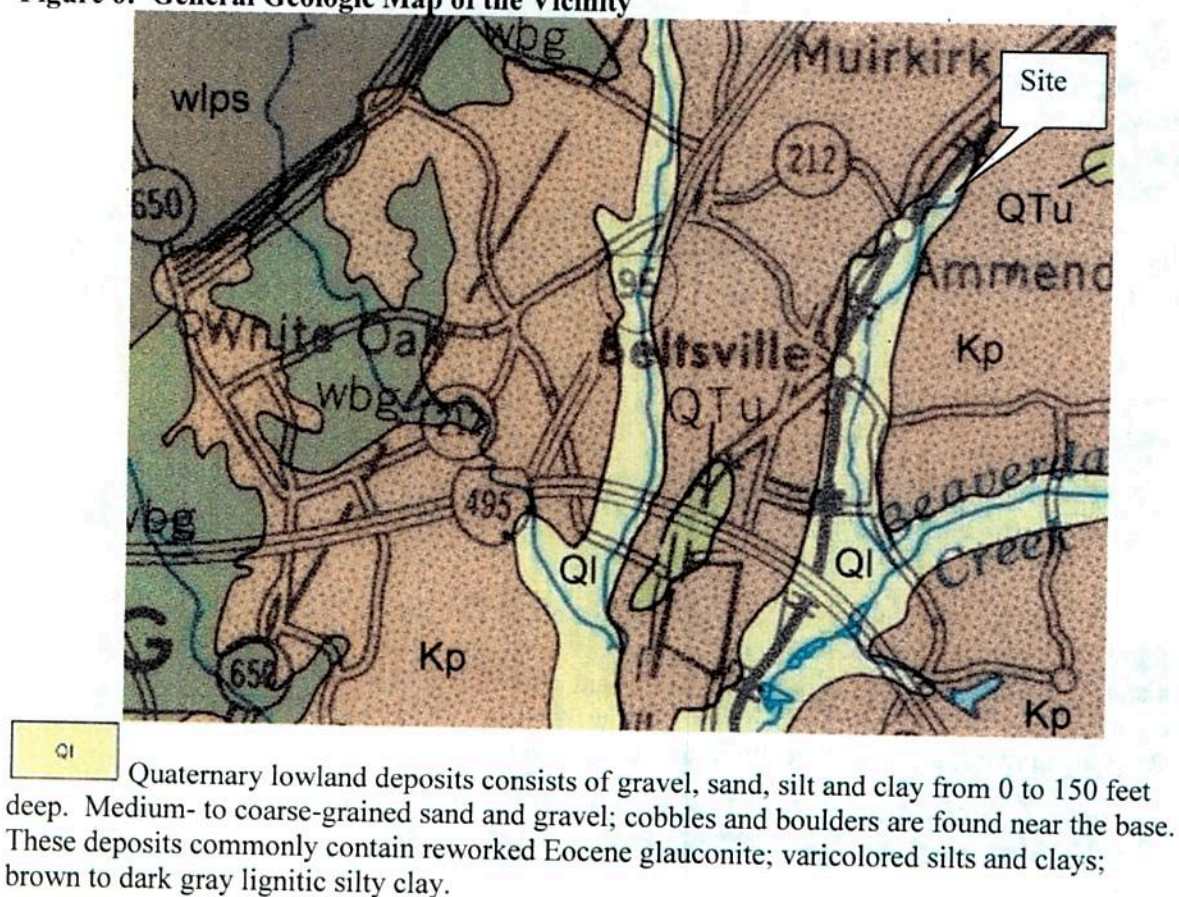 Figure 6: General Geologic Map of the Vicinity
wbg
Muirkirk
Site
wlps
212
650
QTu
Ammend
95
White Oak
Beltsville
Kp
wbg
QTu
Beaverda
495
wbg
Creek
Ql
Ql
G
Kp
650
Kp
Ql
Quaternary lowland deposits consists of gravel, sand, silt and clay from 0 to 150 feet
deep. Medium- to coarse-grained sand and gravel; cobbles and boulders are found near the base.
These deposits commonly contain reworked Eocene glauconite; varicolored silts and clays;
brown to dark gray lignitic silty clay.